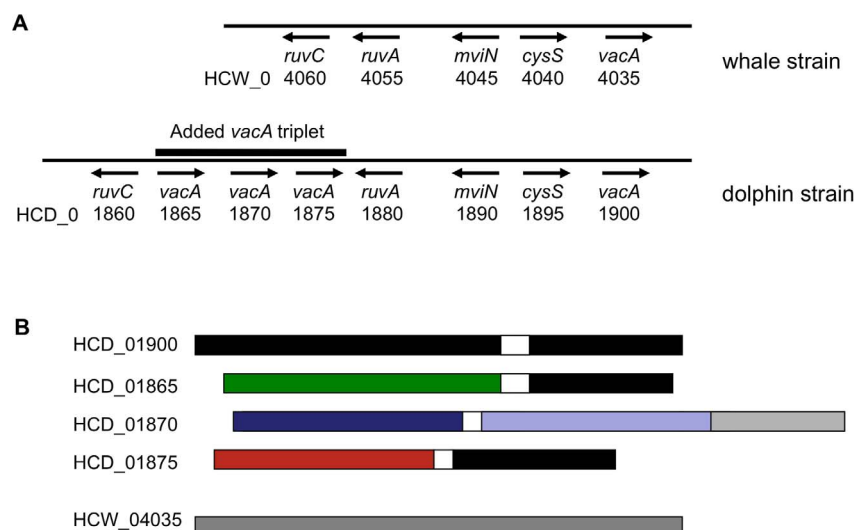 A
ruvC ruvA mviN cysS vacA
HCW_0 4060 4055 4045 4040 4035
whale strain
Added vacA triplet
ruvC vacA vacA vacA ruvA mviN cysS vacA
HCD_0 1860 1865 1870 1875 1880 1890 1895 1900
dolphin strain
B
HCD_01900
HCD_01865
HCD_01870
HCD_01875
HCW_04035